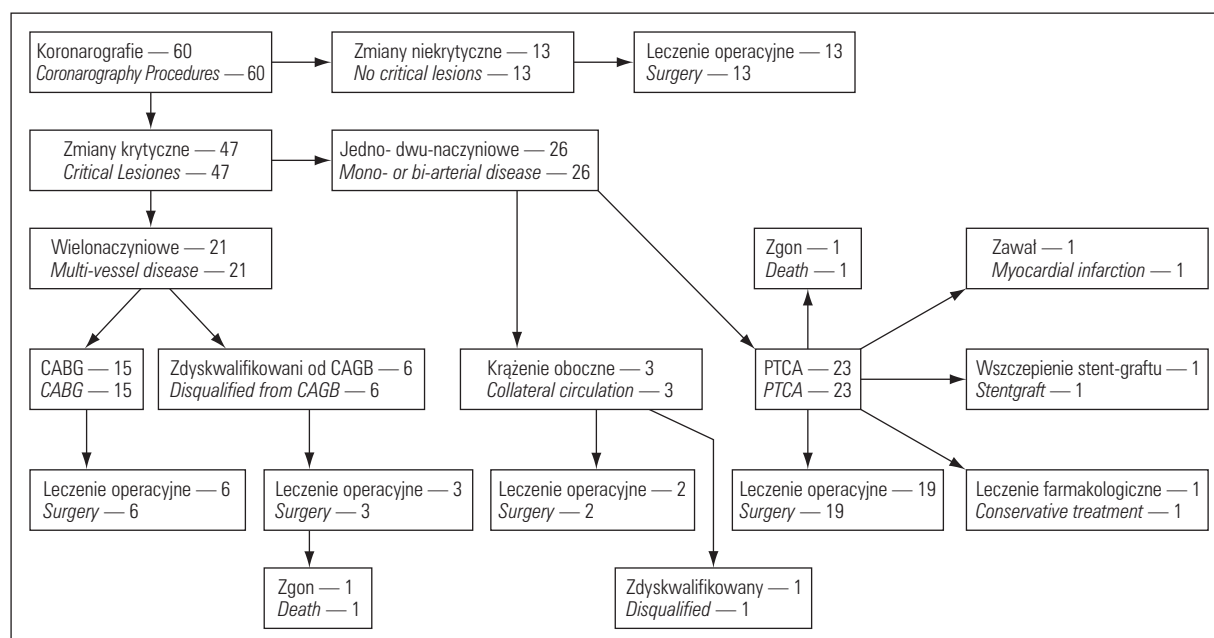 Koronarografie — 60
Coronarography Procedures — 60
Zmiany niekrytyczne — 13
No critical lesions — 13
Leczenie operacyjne — 13
Surgery — 13
Zmiany krytyczne — 47
Critical Lesiones — 47
Jedno- dwu-naczyniowe — 26
Mono- or bi-arterial disease — 26
Wielonaczyniowe — 21
Multi-vessel disease — 21
Zgon — 1
Death — 1
Zawał — 1
Myocardial infarction — 1
CABG — 15
CABG — 15
Zdyskwalifikowani od CAGB — 6
Disqualified from CAGB — 6
Krążenie oboczne — 3
Collateral circulation — 3
PTCA — 23
PTCA — 23
Wszczepienie stent-graftu — 1
Stentgraft — 1
Leczenie operacyjne — 6
Surgery — 6
Leczenie operacyjne — 3
Surgery — 3
Leczenie operacyjne — 2
Surgery — 2
Leczenie operacyjne — 19
Surgery — 19
Leczenie farmakologiczne — 1
Conservative treatment — 1
Zgon — 1
Death — 1
Zdyskwalifikowany — 1
Disqualified — 1